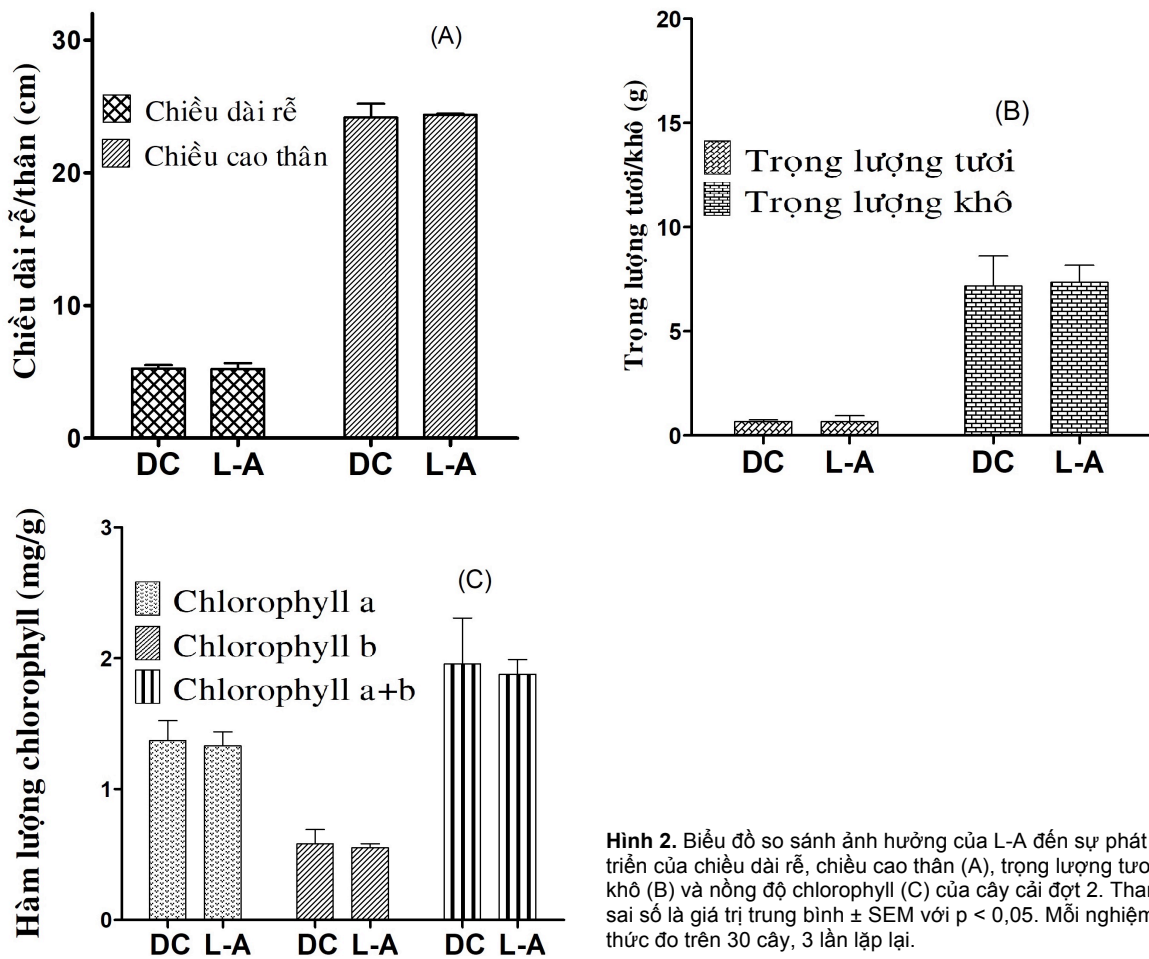 (A)
Chiều dài rễ/thân (cm)
30
20
10
0
Chiều dài rễ
Chiều cao thân
DC L-A DC L-A
(B)
Trọng lượng tươi/khô (g)
20
15
10
5
0
Trọng lượng tươi
Trọng lượng khô
DC L-A DC L-A
(C)
Hàm lượng chlorophyll (mg/g)
3
2
1
0
Chlorophyll a
Chlorophyll b
Chlorophyll a+b
DC L-A DC L-A DC L-A
Hình 2. Biểu đồ so sánh ảnh hưởng của L-A đến sự phát
triển của chiều dài rễ, chiều cao thân (A), trọng lượng tươ
khô (B) và nồng độ chlorophyll (C) của cây cải đợt 2. Than
sai số là giá trị trung bình ± SEM với p < 0,05. Mỗi nghiệm
thức đo trên 30 cây, 3 lần lặp lại.